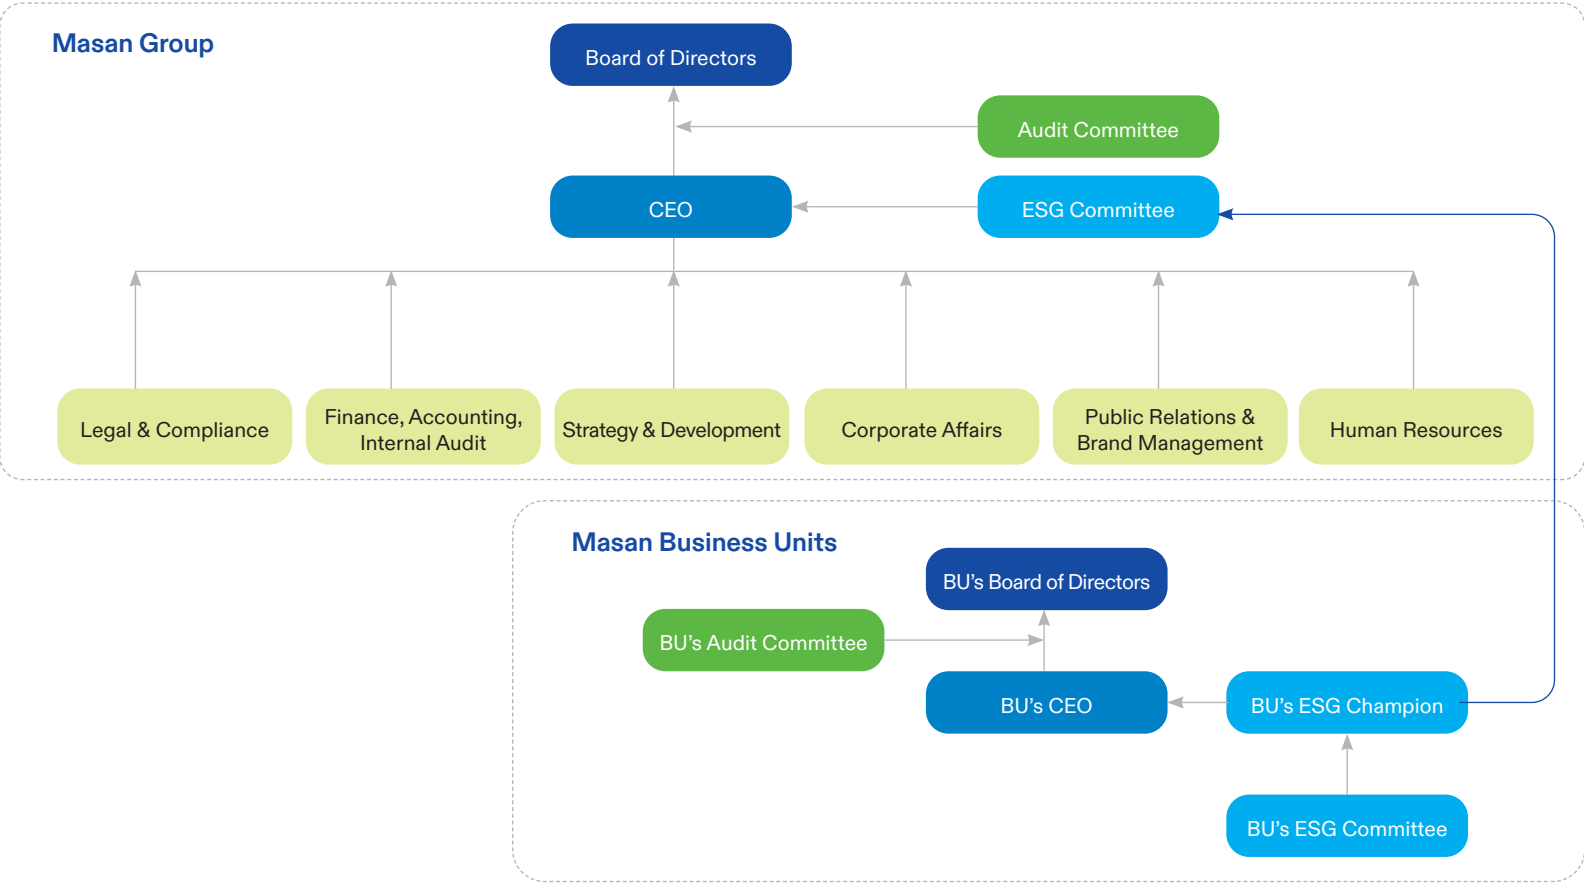 Masan Group
Board of Directors
Audit Committee
CEO
ESG Committee
Legal & Compliance
Finance, Accounting,
Internal Audit
Strategy & Development
Corporate Affairs
Public Relations &
Brand Management
Human Resources
Masan Business Units
BU’s Board of Directors
BU’s Audit Committee
BU’s CEO
BU’s ESG Champion
BU’s ESG Committee